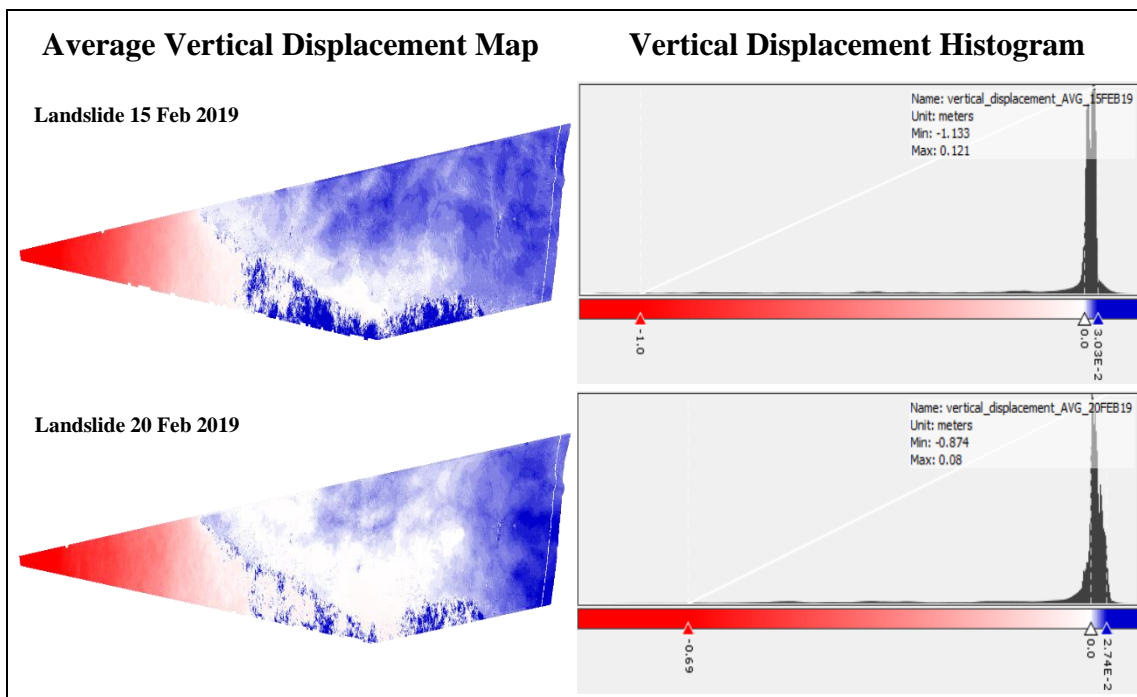 Average Vertical Displacement Map
Vertical Displacement Histogram
Landslide 15 Feb 2019
Name: vertical_displacement_AVG_15FEB19
Unit: meters
Min: -1.133
Max: 0.121
-1.0
0.0
3.03E-2
Landslide 20 Feb 2019
Name: vertical_displacement_AVG_20FEB19
Unit: meters
Min: -0.874
Max: 0.08
-0.69
0.0
2.74E-2